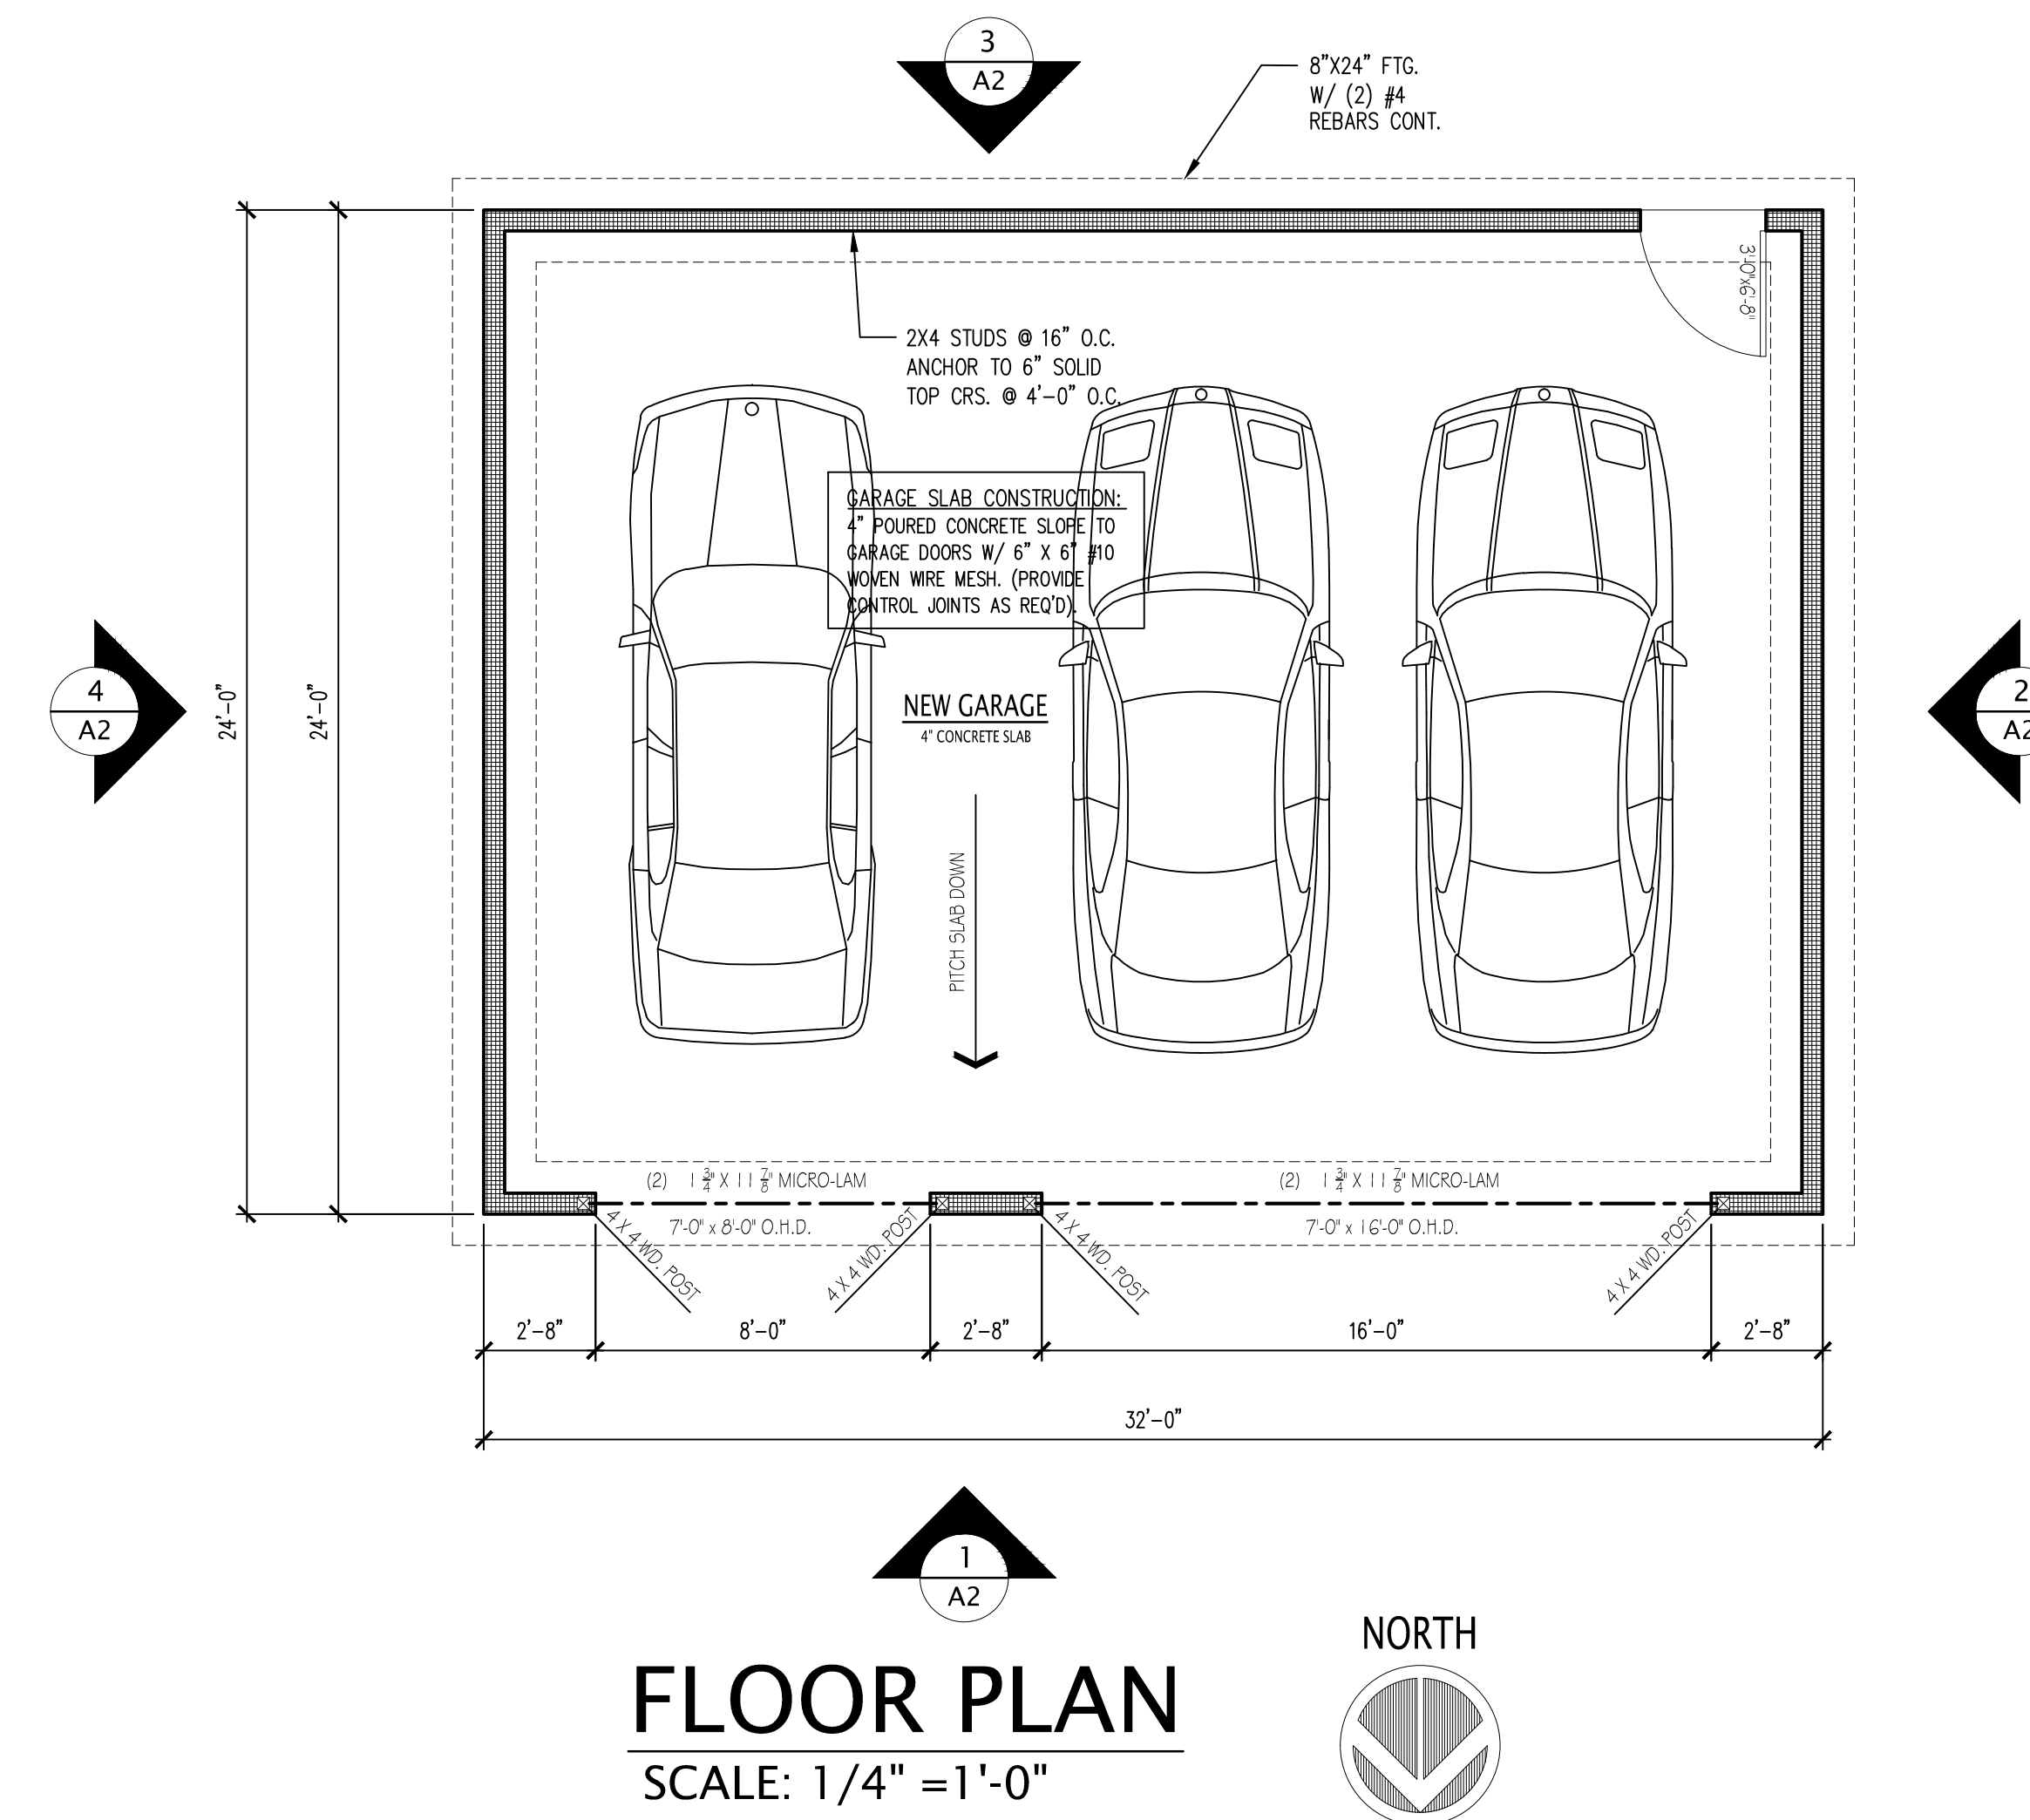 3
A2
8"X24" FTG.
W/ (2) #4
REBARS CONT.
3'-0"x6'-8"
2X4 STUDS @ 16" O.C.
ANCHOR TO 6" SOLID
TOP CRS. @ 4'-0" O.C.
GARAGE SLAB CONSTRUCTION:
4" POURED CONCRETE SLOPE TO
GARAGE DOORS W/ 6" X 6" #10
WOVEN WIRE MESH. (PROVIDE
CONTROL JOINTS AS REQ'D).
4
A2
24'-0"
24'-0"
NEW GARAGE
4" CONCRETE SLAB
2
A2
PITCH SLAB DOWN
(2) 1 3/4" X 11 7/8" MICRO-LAM
(2) 1 3/4" X 11 7/8" MICRO-LAM
7'-0" x 8'-0" O.H.D.
7'-0" x 16'-0" O.H.D.
4 X 4 WD. POST
4 X 4 WD. POST
4 X 4 WD. POST
4 X 4 WD. POST
2'-8"
8'-0"
2'-8"
16'-0"
2'-8"
32'-0"
1
A2
NORTH
FLOOR PLAN
SCALE: 1/4" =1'-0"